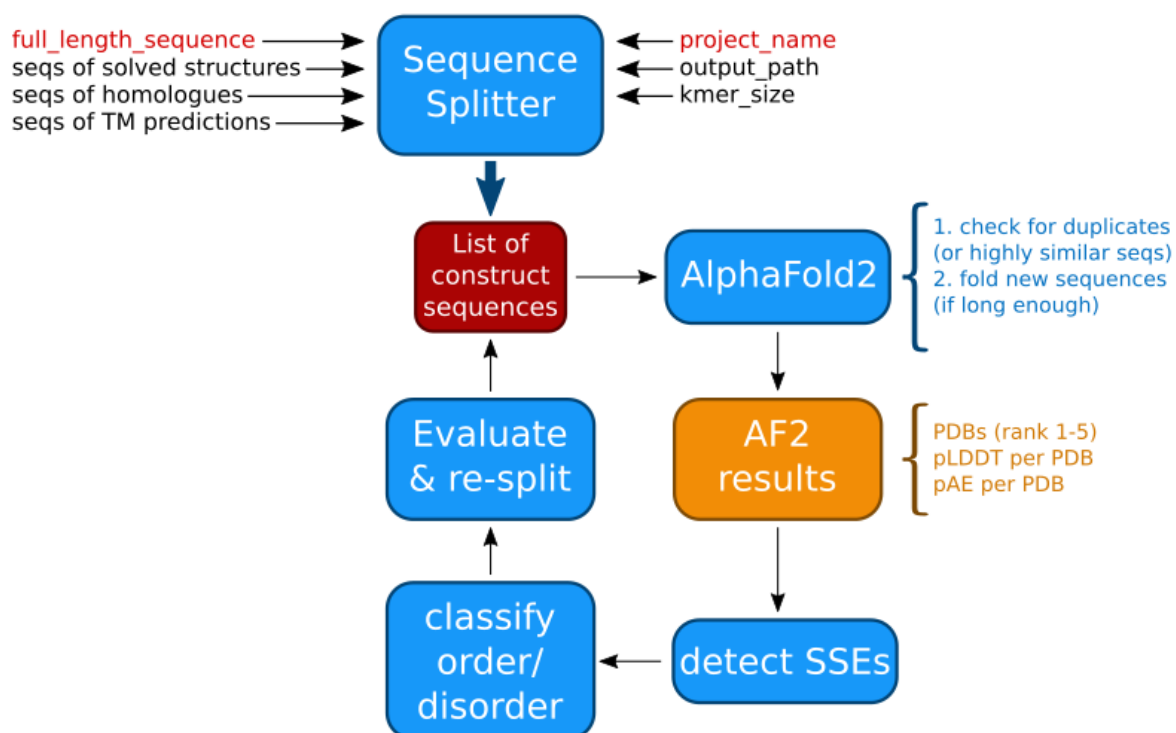 full_length_sequence
seqs of solved structures
seqs of homologues
seqs of TM predictions
Sequence
Splitter
project_name
output_path
kmer_size
List of
construct
sequences
AlphaFold2
1. check for duplicates
(or highly similar seqs)
2. fold new sequences
(if long enough)
Evaluate
& re-split
AF2
results
PDBs (rank 1-5)
pLDDT per PDB
pAE per PDB
classify
order/
disorder
detect SSEs